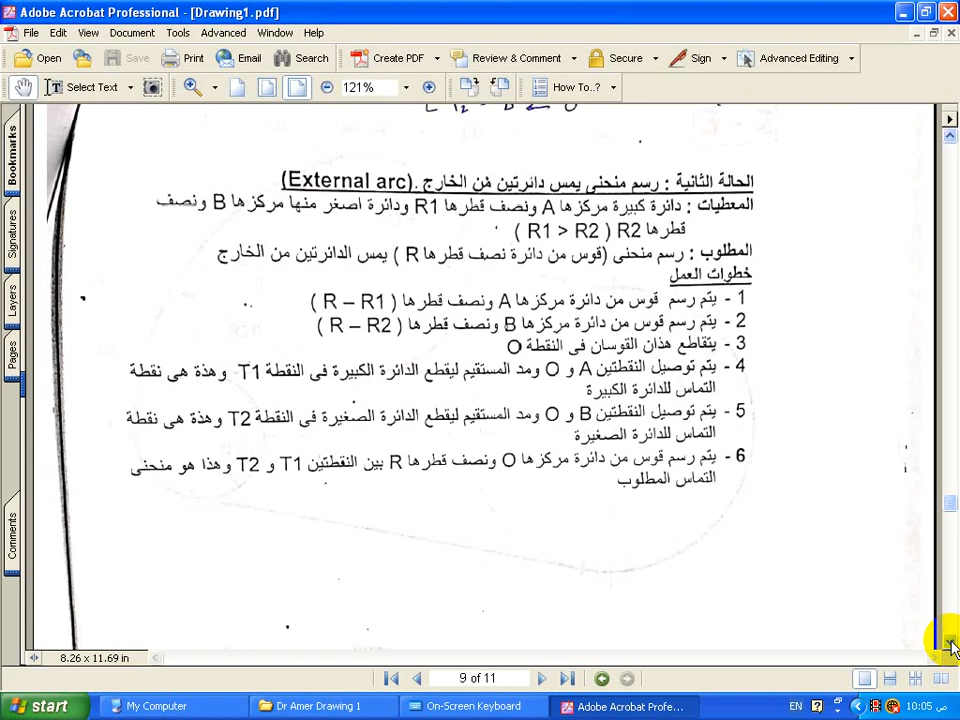 Adobe Acrobat Professional - [Drawing1.pdf]
File Edit View Document Tools Advanced Window Help
Open Save Print Email Search Create PDF Review & Comment Secure Sign Advanced Editing
Select Text 121% How To..?
Bookmarks
Signatures
Layers
Pages
Comments
الحالة الثانية : رسم منحنى يمس دائرتين من الخارج .(External arc)
المعطيات : دائرة كبيرة مركزها A ونصف قطرها R1 ودائرة اصغر منها مركزها B ونصف
قطرها R2 ( R1 > R2 )
المطلوب : رسم منحنى (قوس من دائرة نصف قطرها R ) يمس الدائرتين من الخارج
خطوات العمل
1 - يتم رسم قوس من دائرة مركزها A ونصف قطرها ( R – R1 )
2 - يتم رسم قوس من دائرة مركزها B ونصف قطرها ( R – R2 )
3 - يتقاطع هذان القوسان فى النقطة O
4 - يتم توصيل النقطتين A و O ومد المستقيم ليقطع الدائرة الكبيرة فى النقطة T1 وهذة هى نقطة
التماس للدائرة الكبيرة
5 - يتم توصيل النقطتين B و O ومد المستقيم ليقطع الدائرة الصغيرة فى النقطة T2 وهذة هى نقطة
التماس للدائرة الصغيرة
6 - يتم رسم قوس من دائرة مركزها O ونصف قطرها R بين النقطتين T1 و T2 وهذا هو منحنى
التماس المطلوب
8.26 x 11.69 in
9 of 11
start My Computer Dr Amer Drawing 1 On-Screen Keyboard Adobe Acrobat Profe... EN 10:05 ص